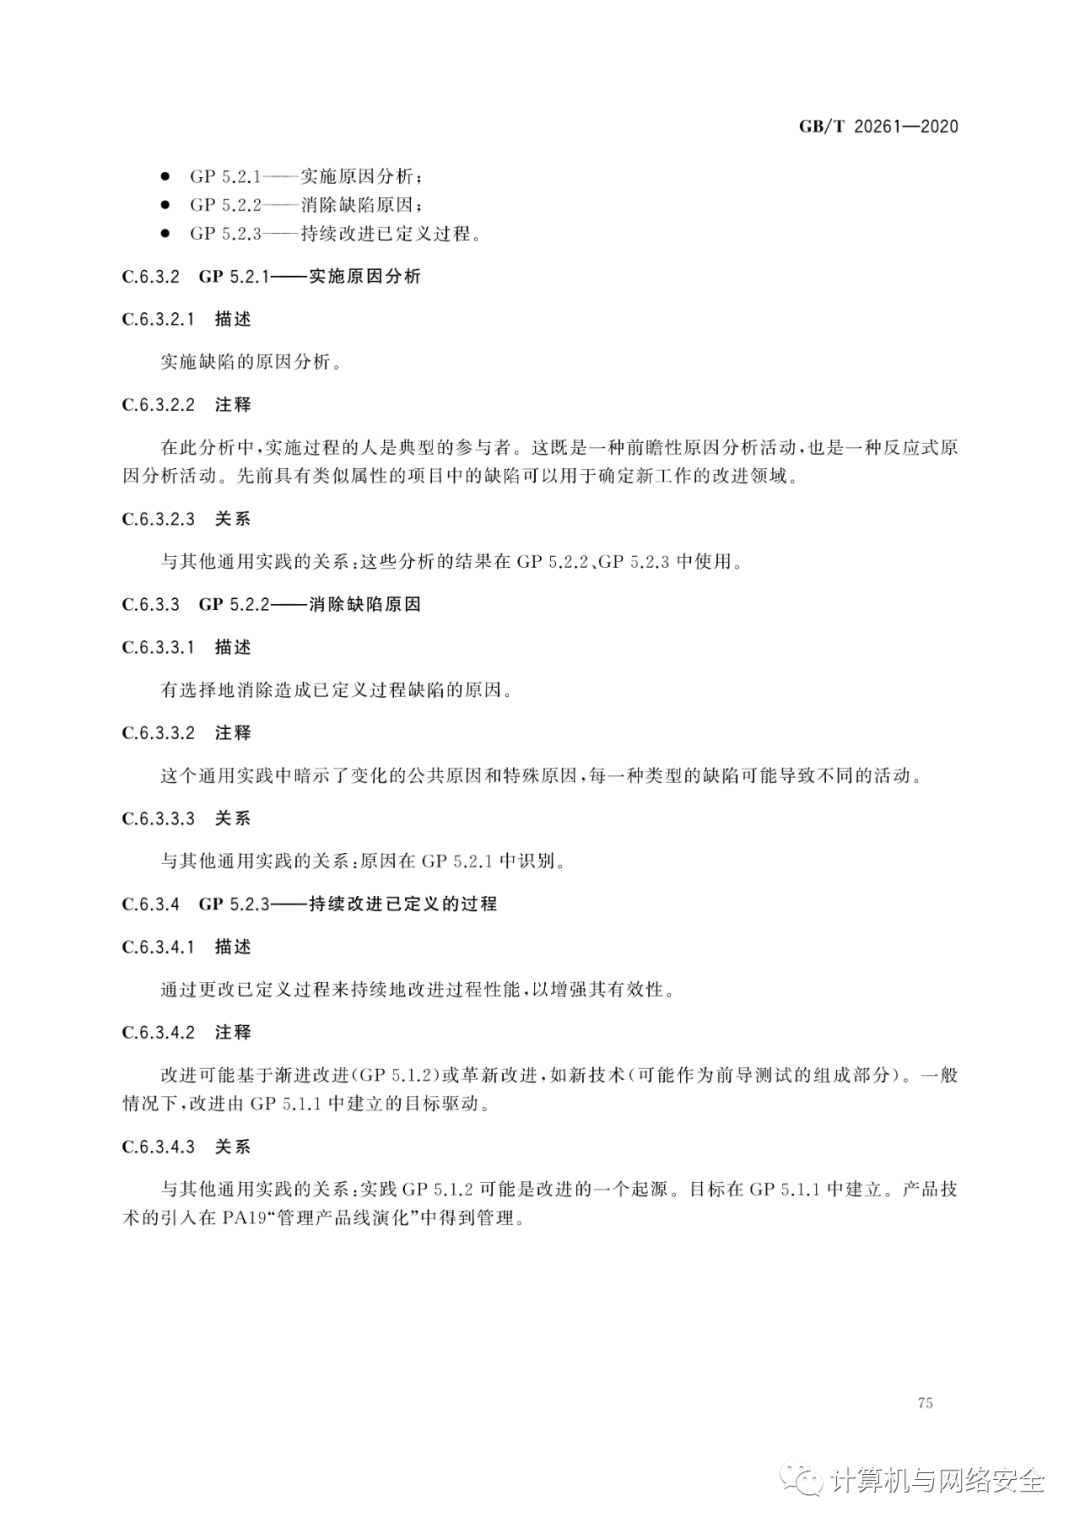 GB/T 20261—2020
● GP 5.2.1——实施原因分析；
● GP 5.2.2——消除缺陷原因；
● GP 5.2.3——持续改进已定义过程。
C.6.3.2 GP 5.2.1——实施原因分析
C.6.3.2.1 描述
实施缺陷的原因分析。
C.6.3.2.2 注释
在此分析中,实施过程的人是典型的参与者。这既是一种前瞻性原因分析活动,也是一种反应式原
因分析活动。先前具有类似属性的项目中的缺陷可以用于确定新工作的改进领域。
C.6.3.2.3 关系
与其他通用实践的关系:这些分析的结果在 GP 5.2.2、GP 5.2.3 中使用。
C.6.3.3 GP 5.2.2——消除缺陷原因
C.6.3.3.1 描述
有选择地消除造成已定义过程缺陷的原因。
C.6.3.3.2 注释
这个通用实践中暗示了变化的公共原因和特殊原因,每一种类型的缺陷可能导致不同的活动。
C.6.3.3.3 关系
与其他通用实践的关系:原因在 GP 5.2.1 中识别。
C.6.3.4 GP 5.2.3——持续改进已定义的过程
C.6.3.4.1 描述
通过更改已定义过程来持续地改进过程性能,以增强其有效性。
C.6.3.4.2 注释
改进可能基于渐进改进(GP 5.1.2)或革新改进,如新技术(可能作为前导测试的组成部分)。一般
情况下,改进由 GP 5.1.1 中建立的目标驱动。
C.6.3.4.3 关系
与其他通用实践的关系:实践 GP 5.1.2 可能是改进的一个起源。目标在 GP 5.1.1 中建立。产品技
术的引入在 PA19“管理产品线演化”中得到管理。
75
计算机与网络安全